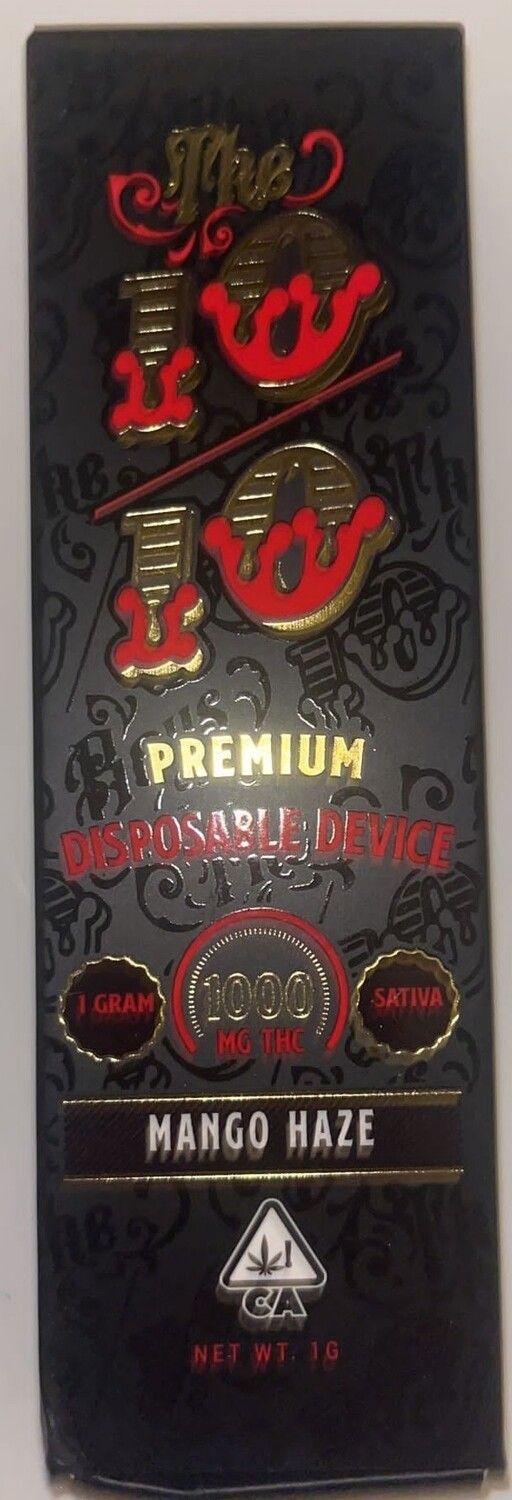 The
10
10
PREMIUM
DISPOSABLE DEVICE
1 GRAM
1000
MG THC
SATIVA
MANGO HAZE
CA
NET WT. 1G